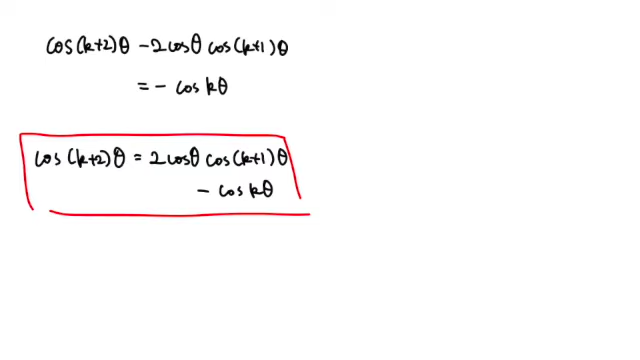 cos(k+2)θ - 2cosθ cos(k+1)θ
= - cos kθ
cos(k+2)θ = 2cosθ cos(k+1)θ
- cos kθ